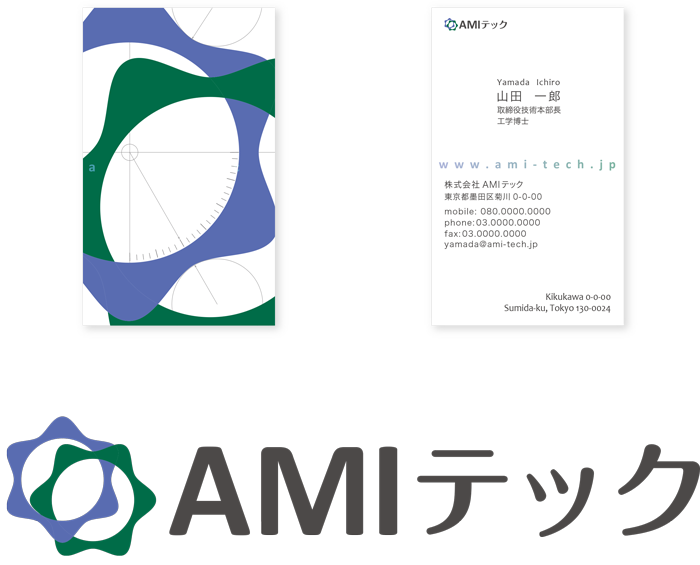 a
AMIテック
Yamada Ichiro
山田 一郎
取締役技術本部長
工学博士
www.ami-tech.jp
株式会社 AMIテック
東京都墨田区菊川 0-0-00
mobile: 080.0000.0000
phone:03.0000.0000
fax:03.0000.0000
yamada@ami-tech.jp
Kikukawa 0-0-00
Sumida-ku, Tokyo 130-0024
AMIテック